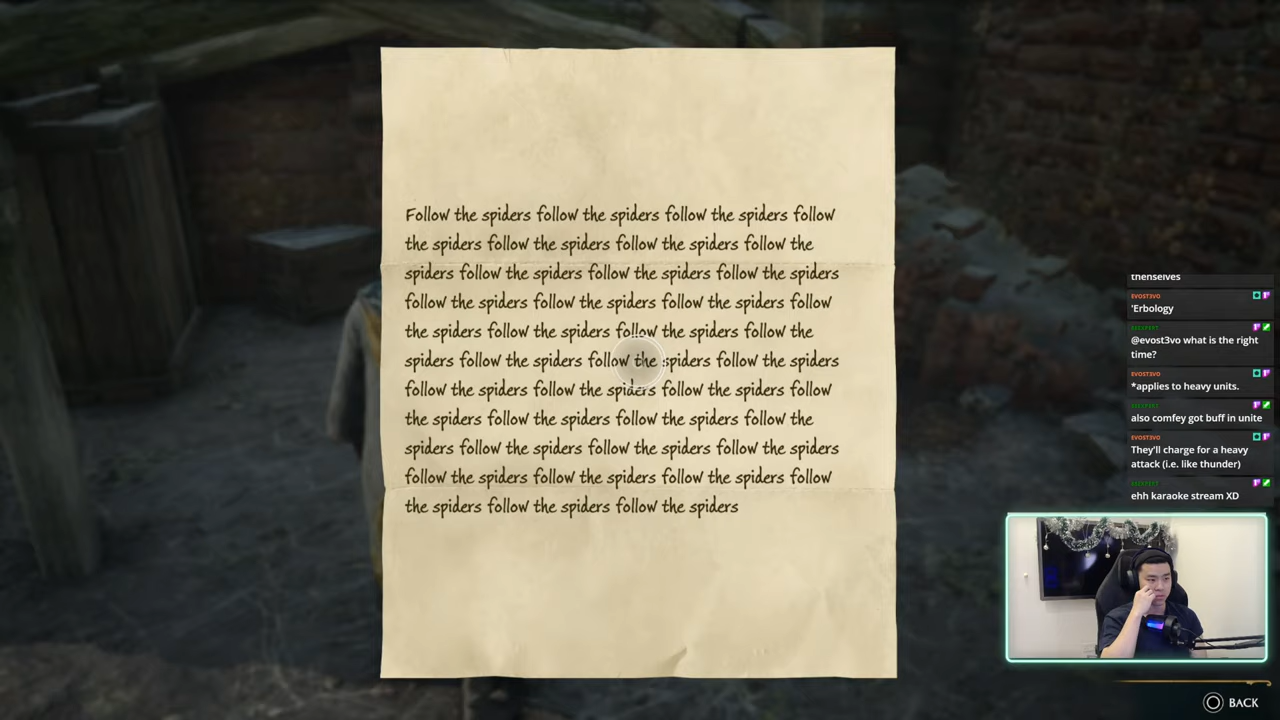 Follow the spiders follow the spiders follow the spiders follow
the spiders follow the spiders follow the spiders follow the
spiders follow the spiders follow the spiders follow the spiders
follow the spiders follow the spiders follow the spiders follow
the spiders follow the spiders follow the spiders follow the
spiders follow the spiders follow the spiders follow the spiders
follow the spiders follow the spiders follow the spiders follow
the spiders follow the spiders follow the spiders follow the
spiders follow the spiders follow the spiders follow the spiders
follow the spiders follow the spiders follow the spiders follow
the spiders follow the spiders follow the spiders
themselves
EVOST3VO
'Erbology
@evost3vo what is the right
time?
EVOST3VO
*applies to heavy units.
also comfey got buff in unite
EVOST3VO
They'll charge for a heavy
attack (i.e. like thunder)
ehh karaoke stream XD
BACK